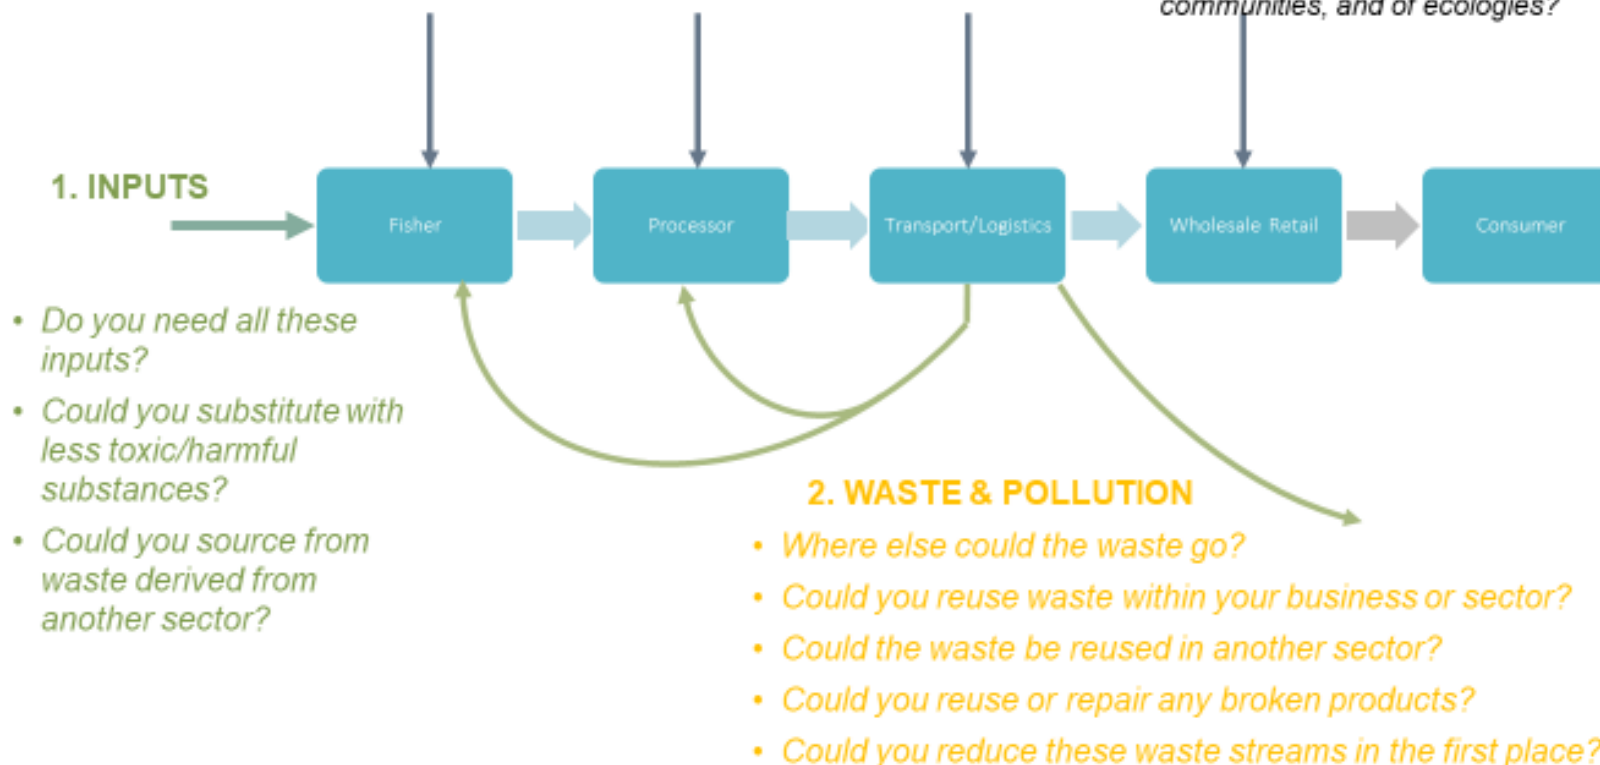 communities, and of ecologies?
1. INPUTS
Fisher
Processor
Transport/Logistics
Wholesale Retail
Consumer
• Do you need all these
inputs?
• Could you substitute with
less toxic/harmful
substances?
• Could you source from
waste derived from
another sector?
2. WASTE & POLLUTION
• Where else could the waste go?
• Could you reuse waste within your business or sector?
• Could the waste be reused in another sector?
• Could you reuse or repair any broken products?
• Could you reduce these waste streams in the first place?